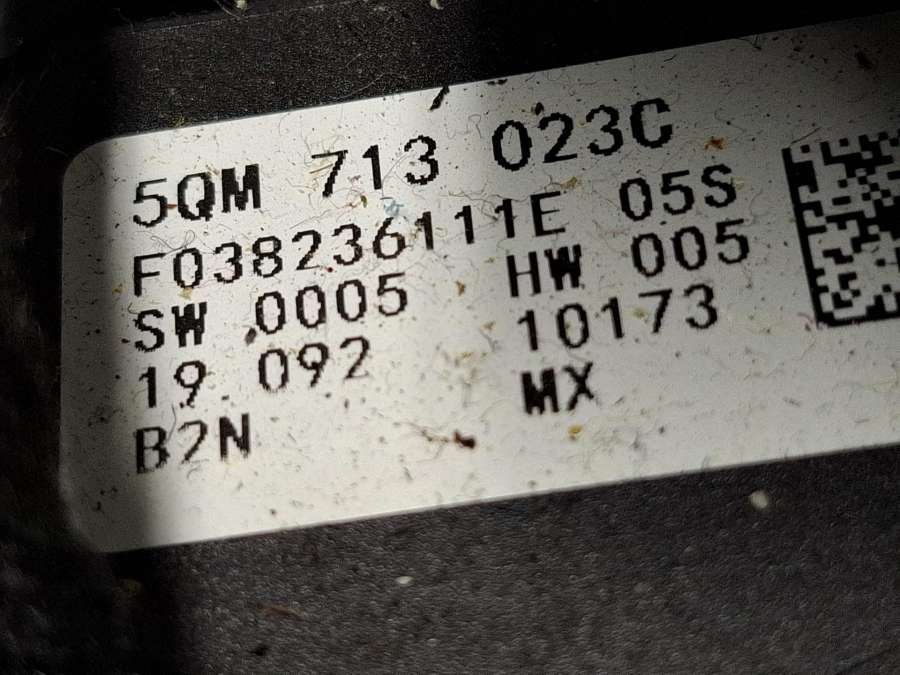 5QM 713 023C
F038236111E 05S
SW 0005 HW 005
19.092 10173
B2N MX